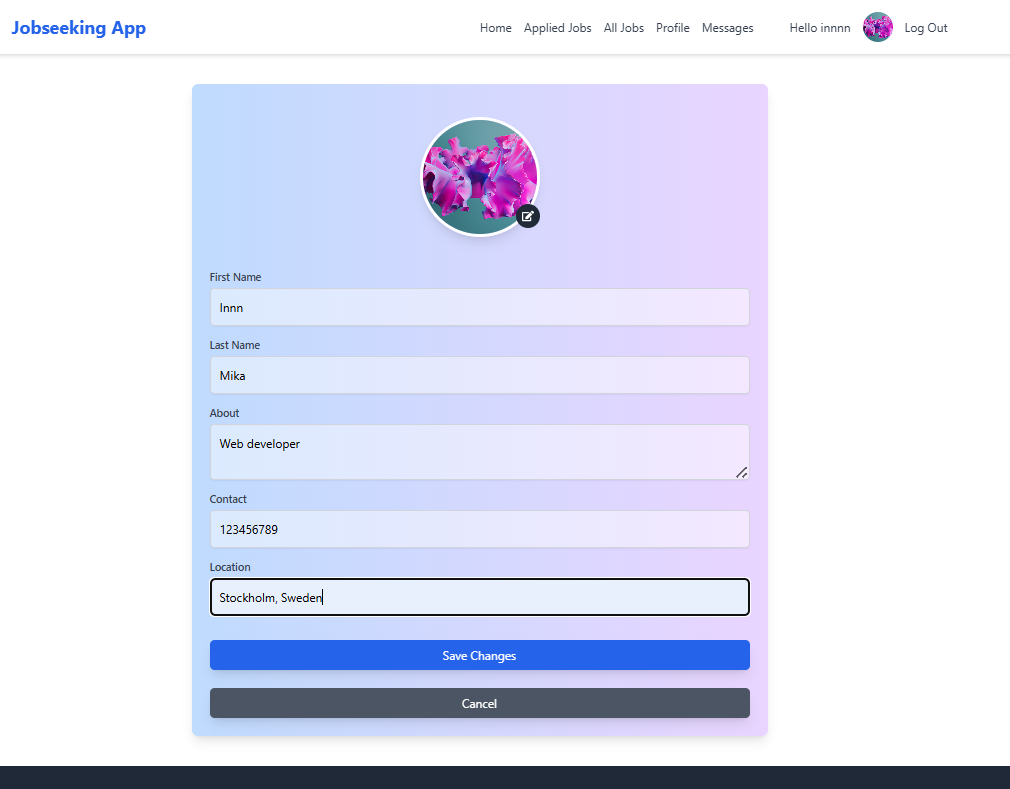 Jobseeking App
Home Applied Jobs All Jobs Profile Messages Hello innnn Log Out
First Name
Innn
Last Name
Mika
About
Web developer
Contact
123456789
Location
Stockholm, Sweden
Save Changes
Cancel